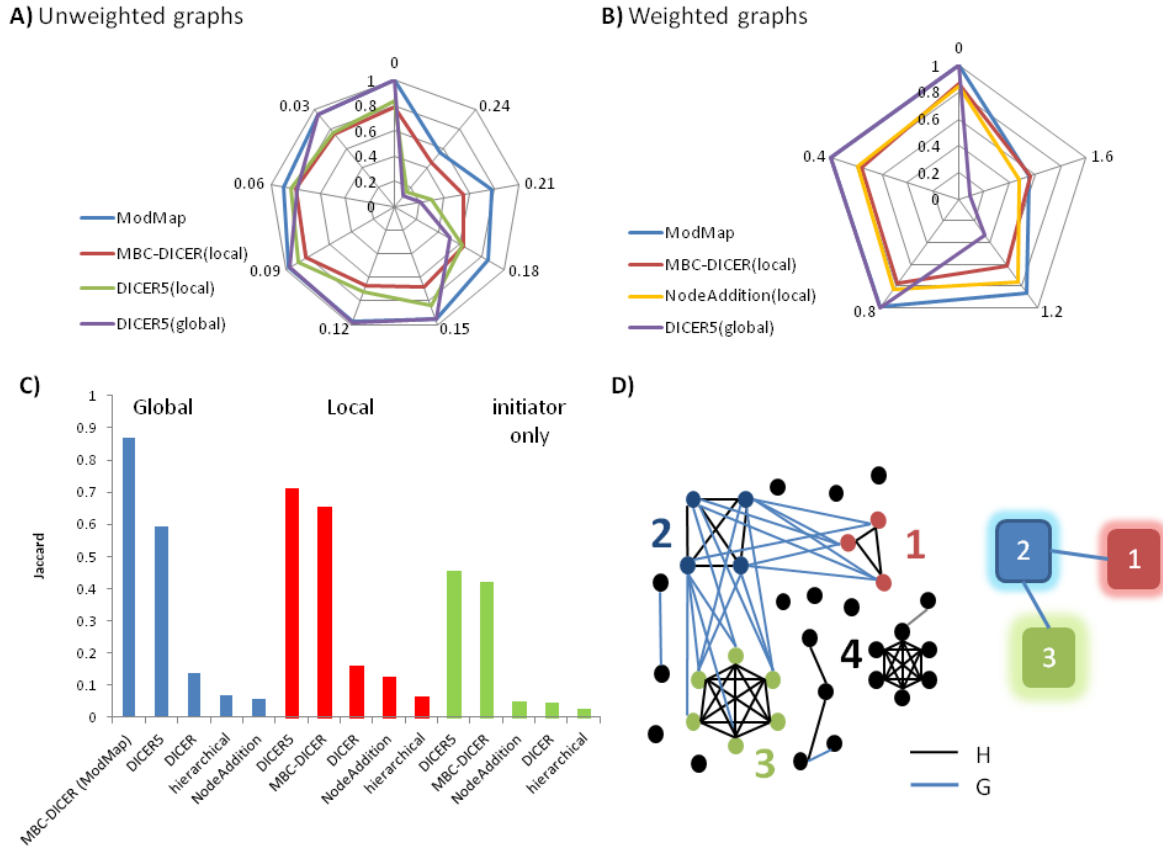 A) Unweighted graphs
0
0.24
0.21
0.18
0.15
0.12
0.09
0.06
0.03
1
0.8
0.6
0.4
0.2
0
ModMap
MBC-DICER(local)
DICER5(local)
DICER5(global)
B) Weighted graphs
0
1.6
1.2
0.8
0.4
1
0.8
0.6
0.4
0.2
0
ModMap
MBC-DICER(local)
NodeAddition(local)
DICER5(global)
C)
Jaccard
1
0.9
0.8
0.7
0.6
0.5
0.4
0.3
0.2
0.1
0
Global
Local
initiator
only
MBC-DICER (ModMap)
DICER5
DICER
hierarchical
NodeAddition
DICER5
MBC-DICER
DICER
NodeAddition
hierarchical
DICER5
MBC-DICER
NodeAddition
DICER
hierarchical
D)
2
1
4
3
2
1
3
H
G